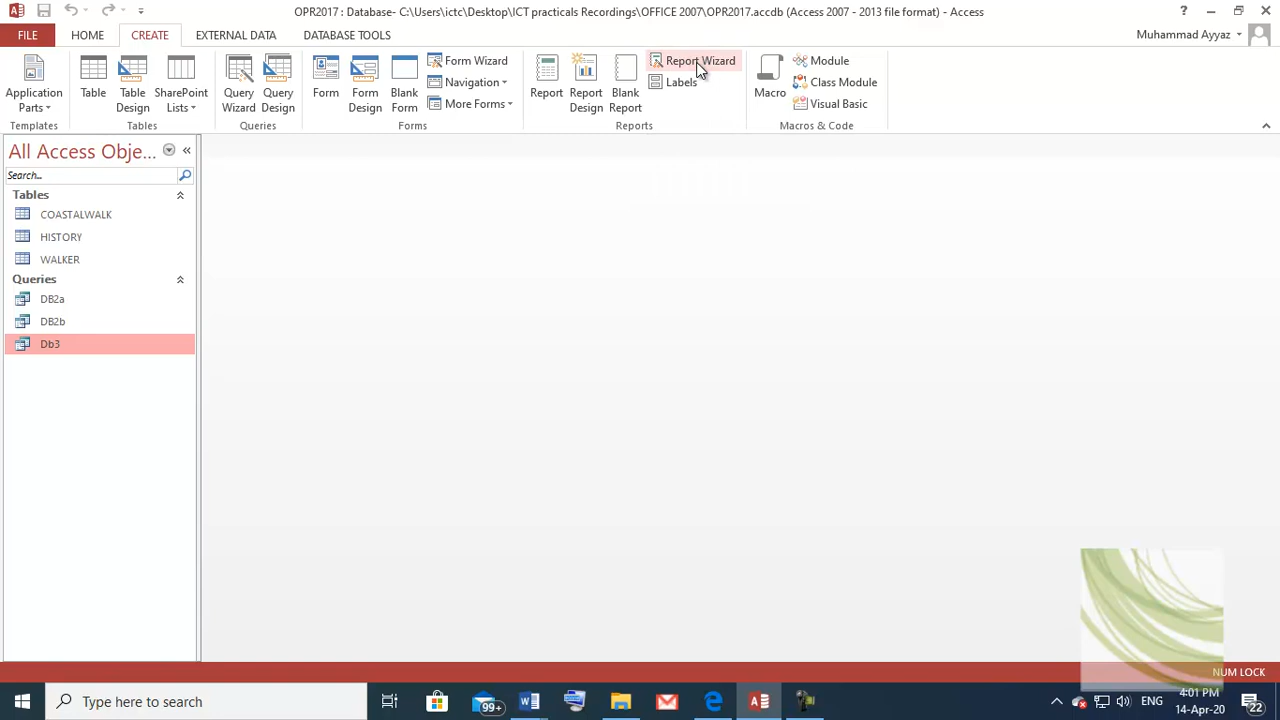 OPR2017 : Database- C:\Users\ictc\Desktop\ICT practicals Recordings\OFFICE 2007\OPR2017.accdb (Access 2007 - 2013 file format) - Access
FILE HOME CREATE EXTERNAL DATA DATABASE TOOLS Muhammad Ayyaz
Application Parts
Table
Table Design
SharePoint Lists
Query Wizard
Query Design
Form
Form Design
Blank Form
Form Wizard
Navigation
More Forms
Report
Report Design
Blank Report
Report Wizard
Labels
Macro
Module
Class Module
Visual Basic
Templates Tables Queries Forms Reports Macros & Code
All Access Obje...
Search...
Tables
COASTALWALK
HISTORY
WALKER
Queries
DB2a
DB2b
Db3
NUM LOCK
Type here to search
99+
ENG
4:01 PM
14-Apr-20
22